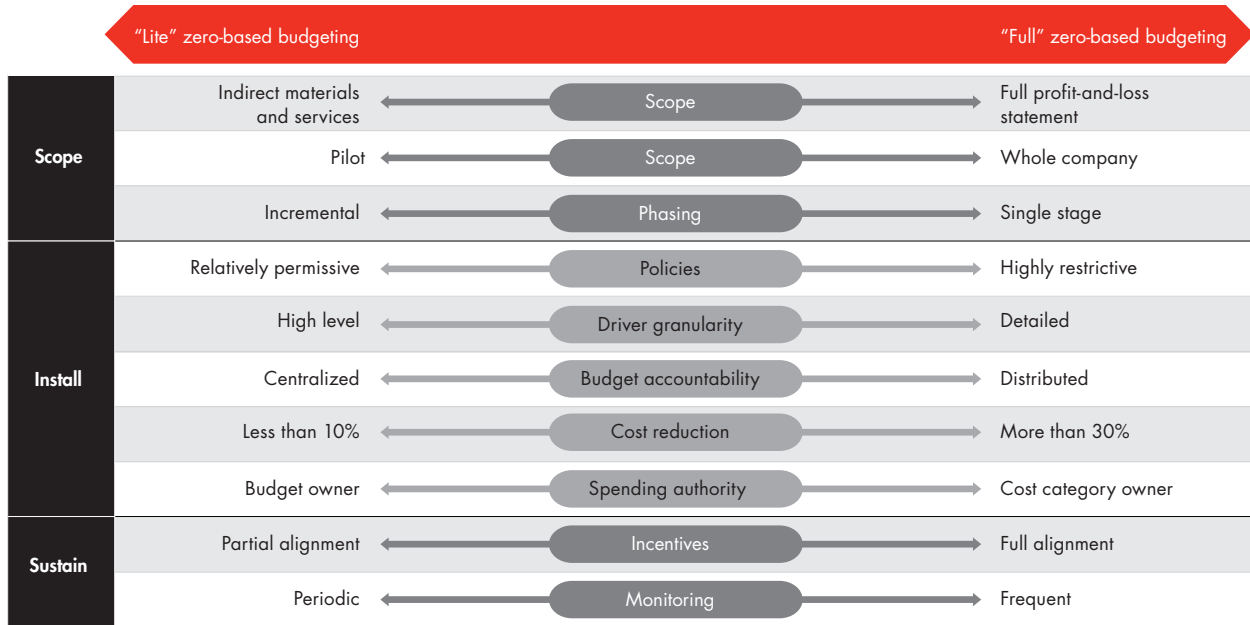 “Lite” zero-based budgeting
“Full” zero-based budgeting
Scope
Indirect materials
and services
Scope
Full profit-and-loss
statement
Pilot
Scope
Whole company
Incremental
Phasing
Single stage
Install
Relatively permissive
Policies
Highly restrictive
High level
Driver granularity
Detailed
Centralized
Budget accountability
Distributed
Less than 10%
Cost reduction
More than 30%
Budget owner
Spending authority
Cost category owner
Sustain
Partial alignment
Incentives
Full alignment
Periodic
Monitoring
Frequent